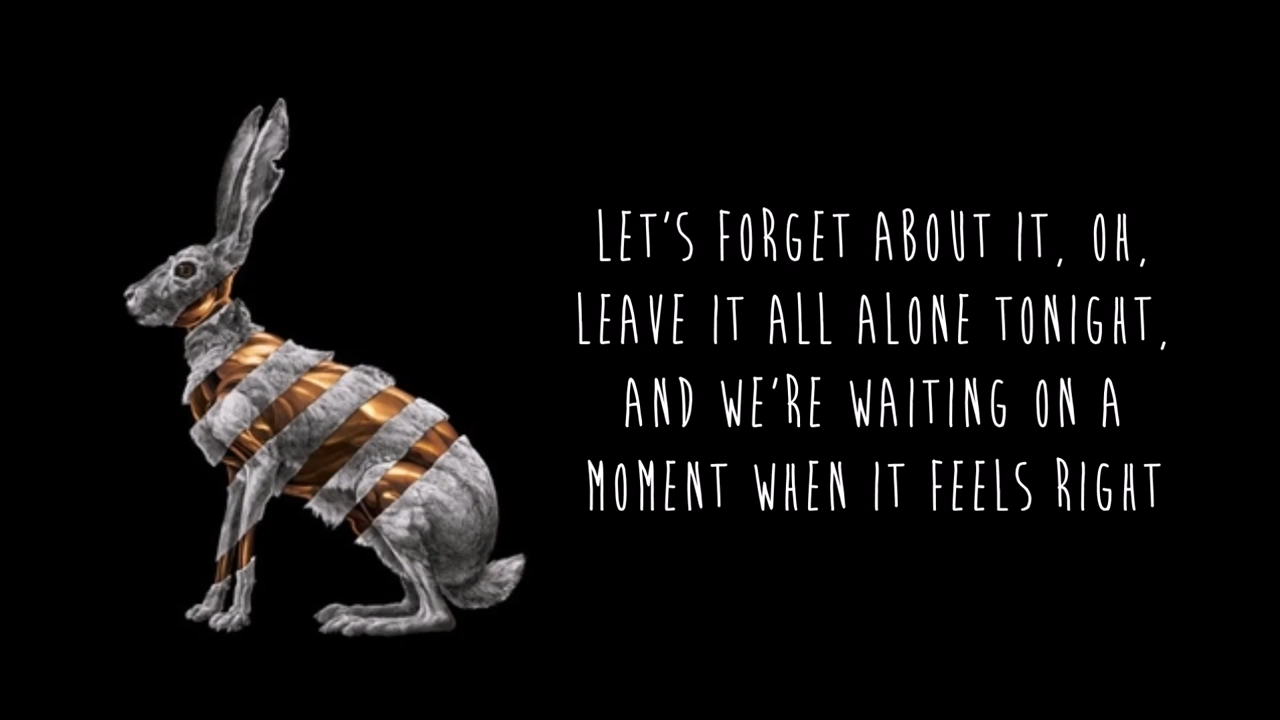 LET'S FORGET ABOUT IT, OH,
LEAVE IT ALL ALONE TONIGHT,
AND WE'RE WAITING ON A
MOMENT WHEN IT FEELS RIGHT